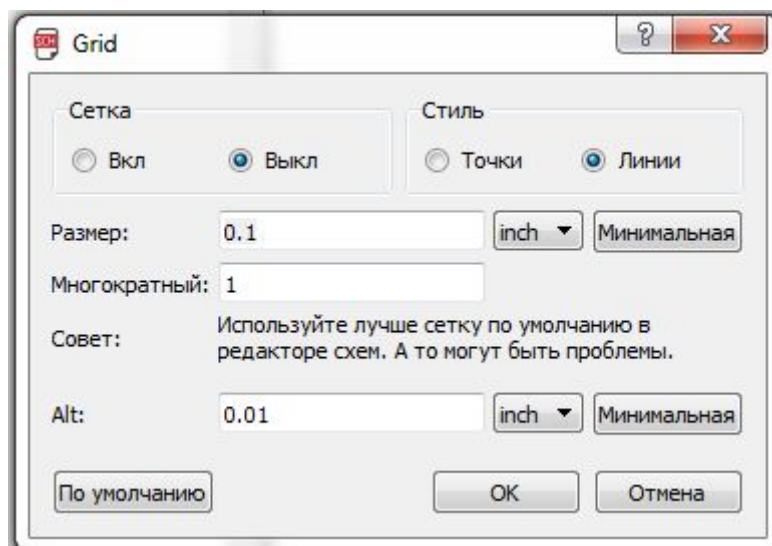 SCH Grid
Сетка Стиль
Вкл Выкл Точки Линии
Размер: 0.1 inch Минимальная
Многократный: 1
Совет: Используйте лучше сетку по умолчанию в
редакторе схем. А то могут быть проблемы.
Alt: 0.01 inch Минимальная
По умолчанию OK Отмена